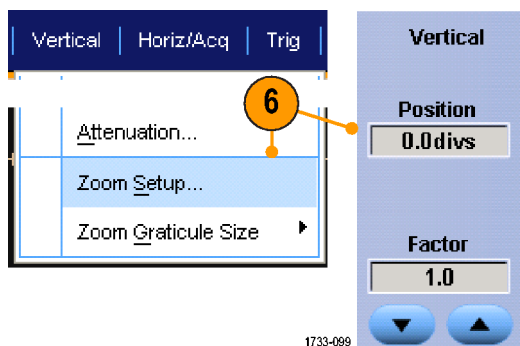 Vertical | Horiz/Acq | Trig
6
Attenuation...
Zoom Setup...
Zoom Graticule Size
Vertical
Position
0.0divs
Factor
1.0
1733-099